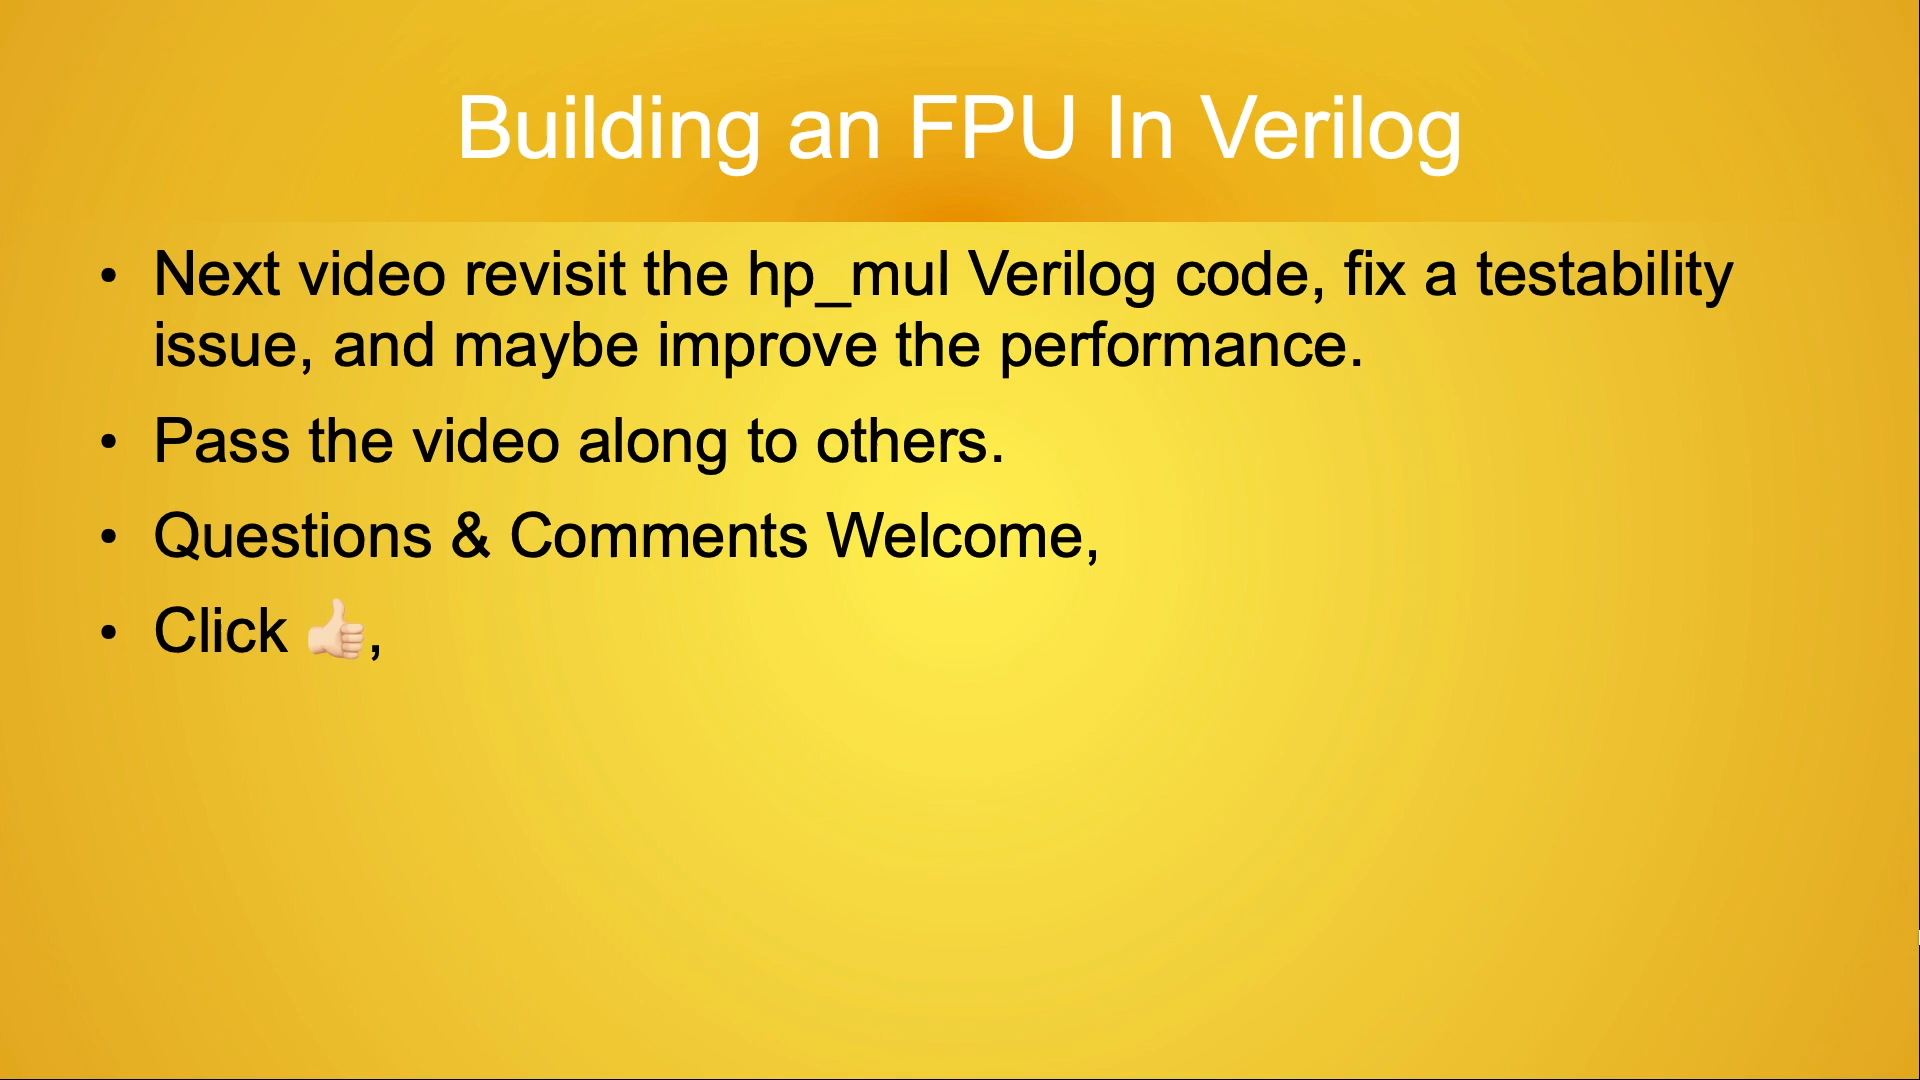 Building an FPU In Verilog
• Next video revisit the hp_mul Verilog code, fix a testability
issue, and maybe improve the performance.
• Pass the video along to others.
• Questions & Comments Welcome,
• Click 👍🏻,